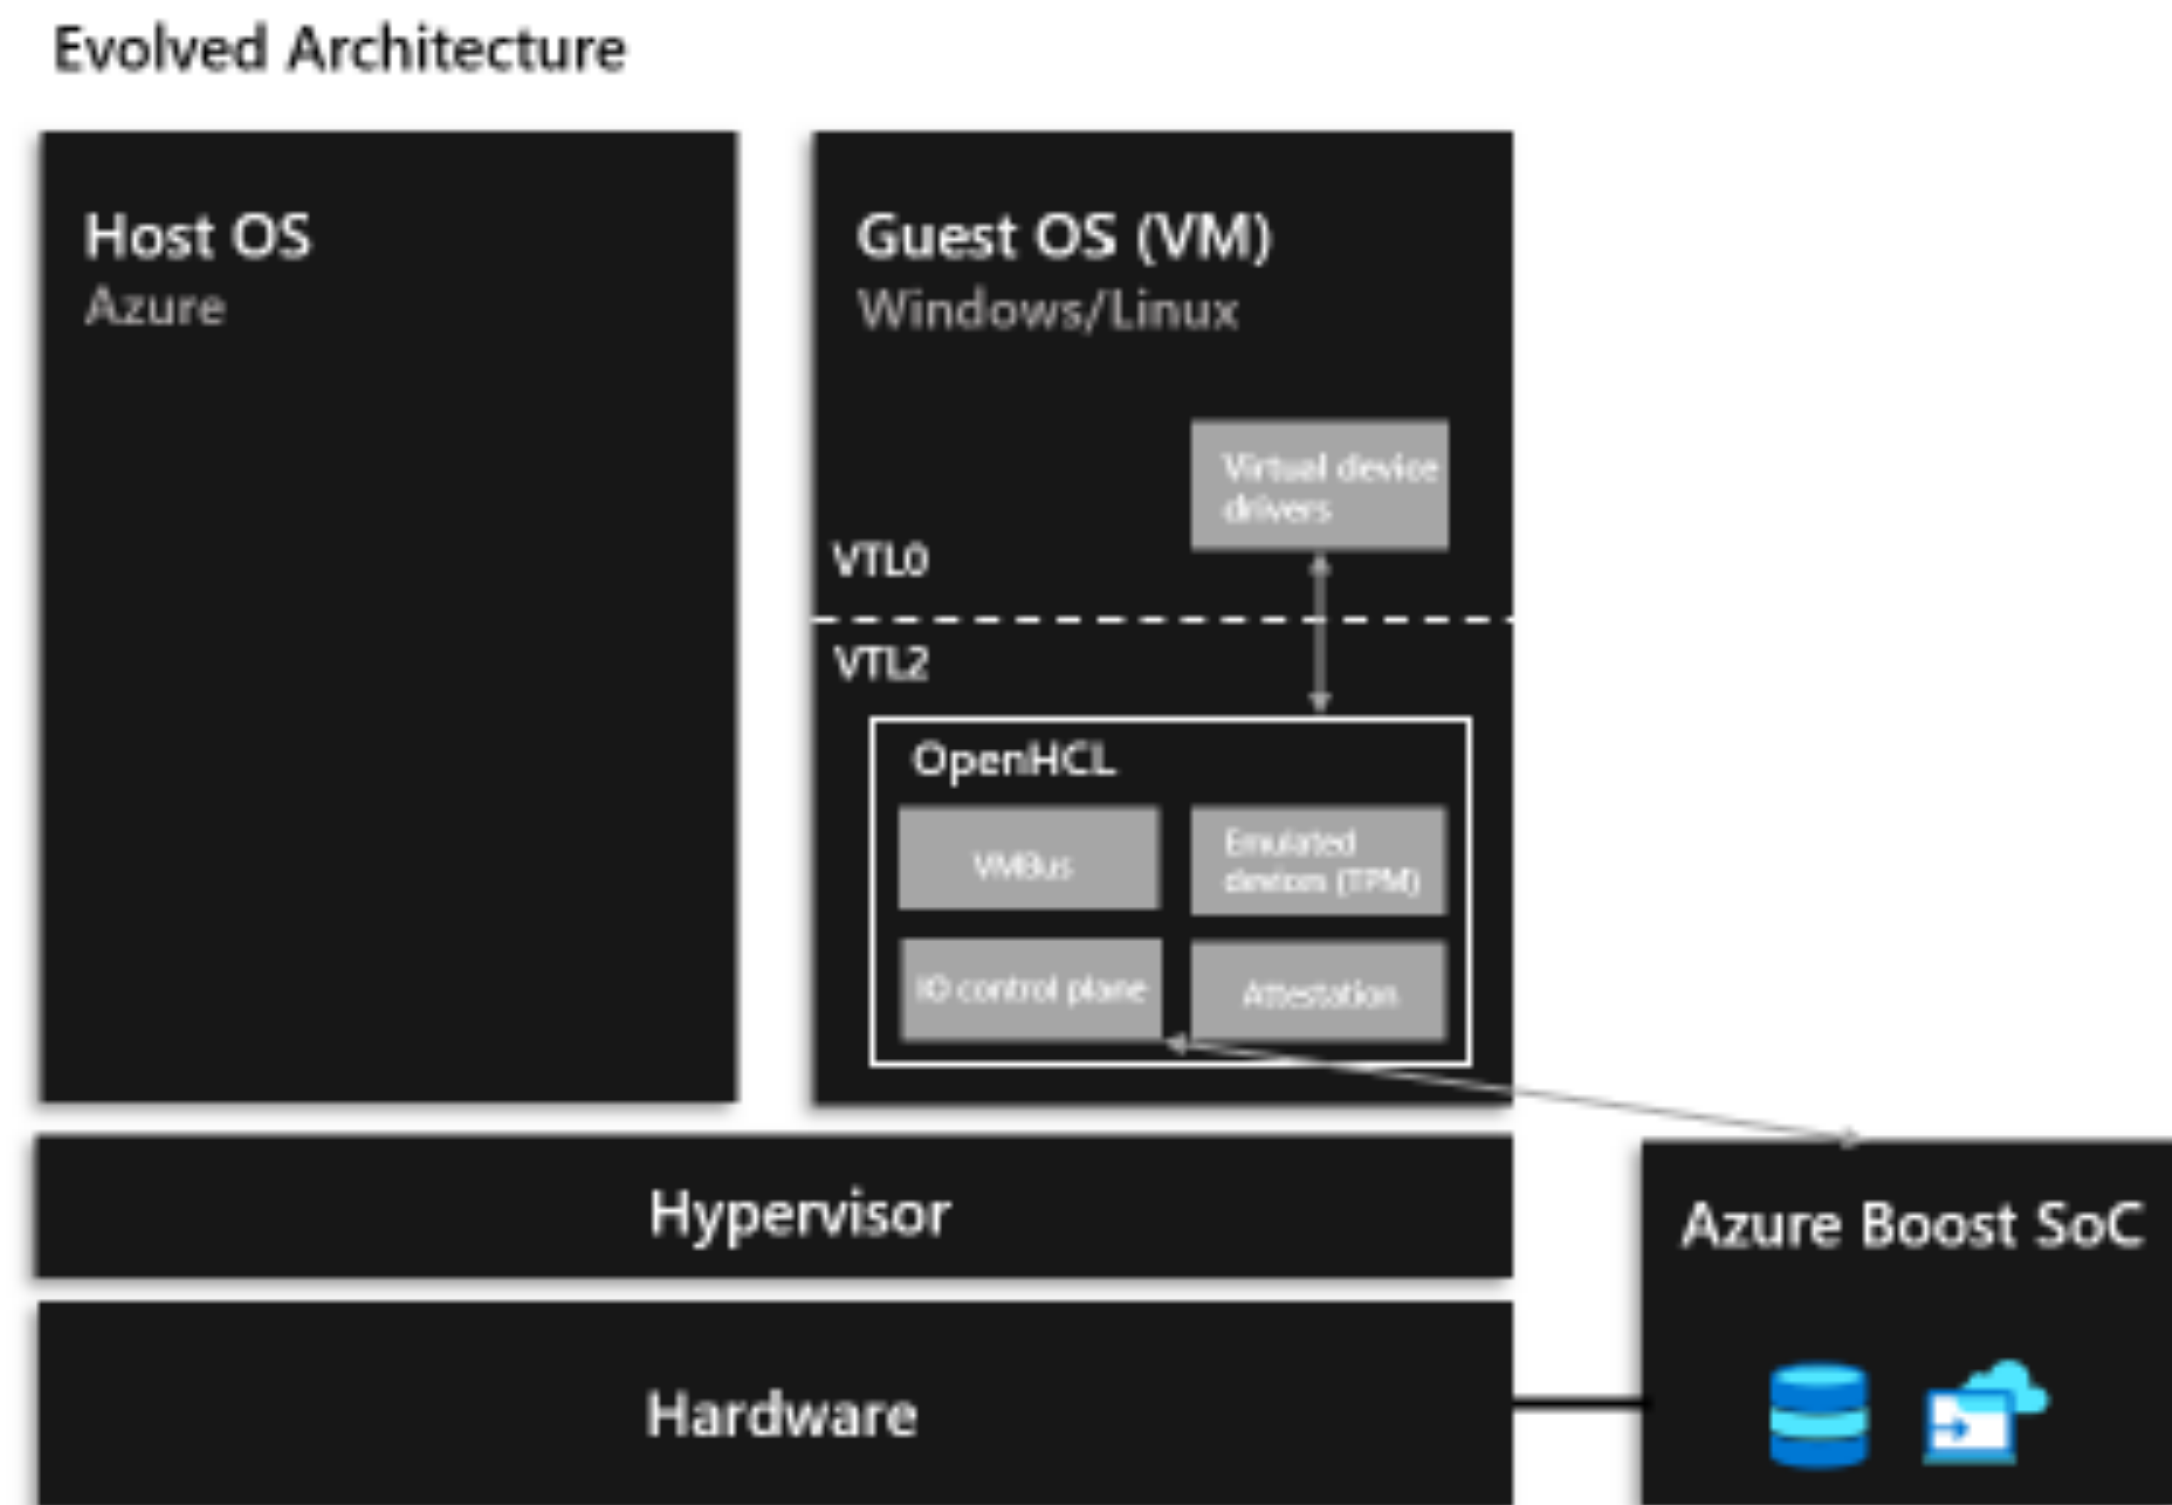 Evolved Architecture
Host OS
Azure
Guest OS (VM)
Windows/Linux
Virtual device
drivers
VTL0
VTL2
OpenHCL
VMBus
Emulated
devices (TPM)
IO control plane
Attestation
Hypervisor
Azure Boost SoC
Hardware